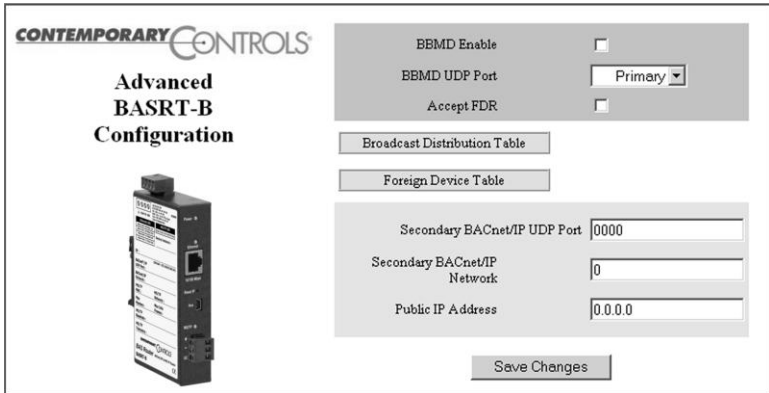 CONTEMPORARY CONTROLS®
Advanced
BASRT-B
Configuration
BBMD Enable
BBMD UDP Port
Primary
Accept FDR
Broadcast Distribution Table
Foreign Device Table
Secondary BACnet/IP UDP Port
0000
Secondary BACnet/IP
Network
0
Public IP Address
0.0.0.0
Save Changes